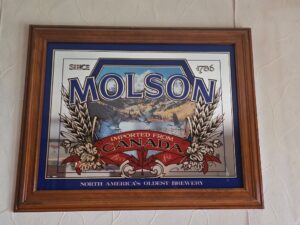 SINCE 1786
MOLSON
IMPORTED FROM
CANADA
NORTH AMERICA'S OLDEST BREWERY